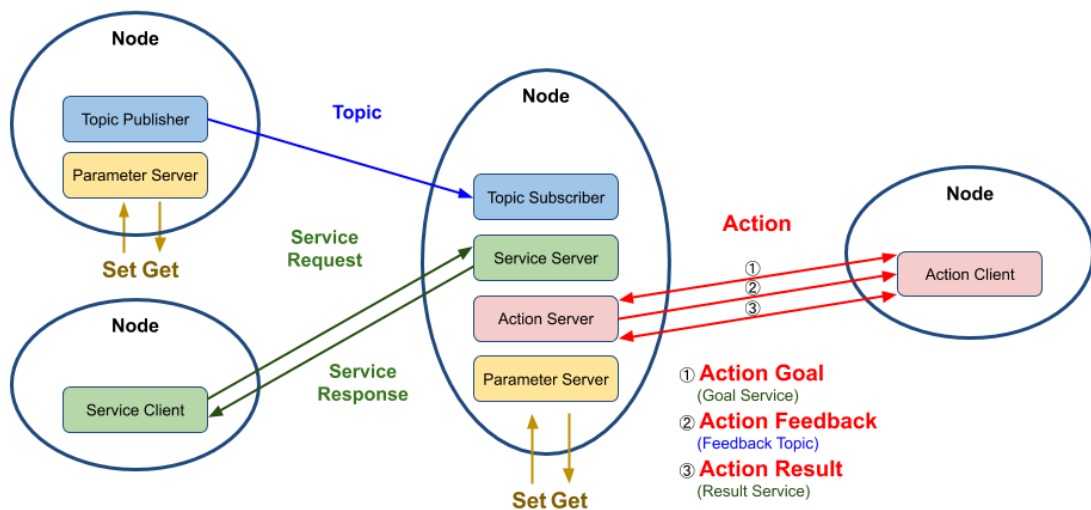 Node
Topic Publisher
Parameter Server
Set Get
Topic
Node
Topic Subscriber
Service Server
Action Server
Parameter Server
Set Get
Service
Request
Service
Response
Node
Service Client
Action
①
②
③
Node
Action Client
① Action Goal
(Goal Service)
② Action Feedback
(Feedback Topic)
③ Action Result
(Result Service)